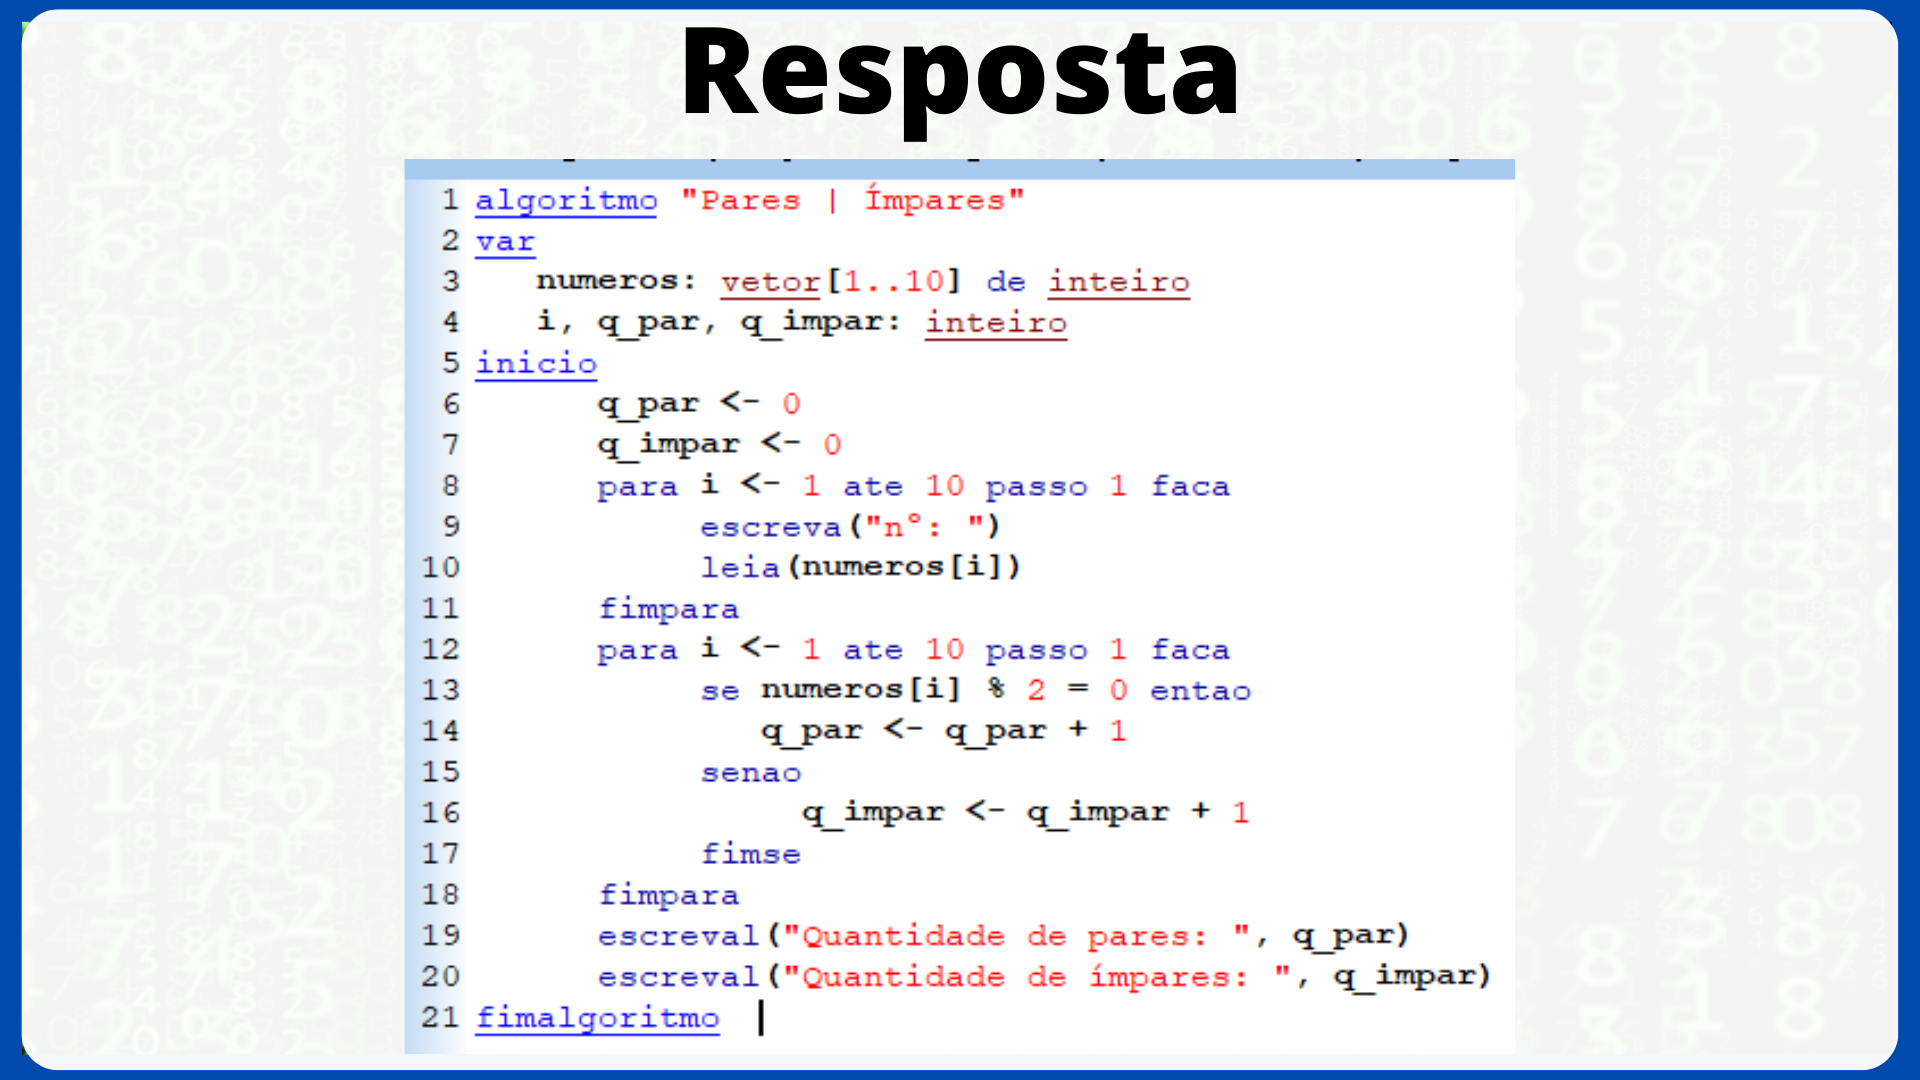 Resposta
1 algoritmo "Pares | Ímpares"
2 var
3 numeros: vetor[1..10] de inteiro
4 i, q_par, q_impar: inteiro
5 inicio
6 q_par <- 0
7 q_impar <- 0
8 para i <- 1 ate 10 passo 1 faca
9 escreva("n°: ")
10 leia(numeros[i])
11 fimpara
12 para i <- 1 ate 10 passo 1 faca
13 se numeros[i] % 2 = 0 entao
14 q_par <- q_par + 1
15 senao
16 q_impar <- q_impar + 1
17 fimse
18 fimpara
19 escreval("Quantidade de pares: ", q_par)
20 escreval("Quantidade de ímpares: ", q_impar)
21 fimalgoritmo